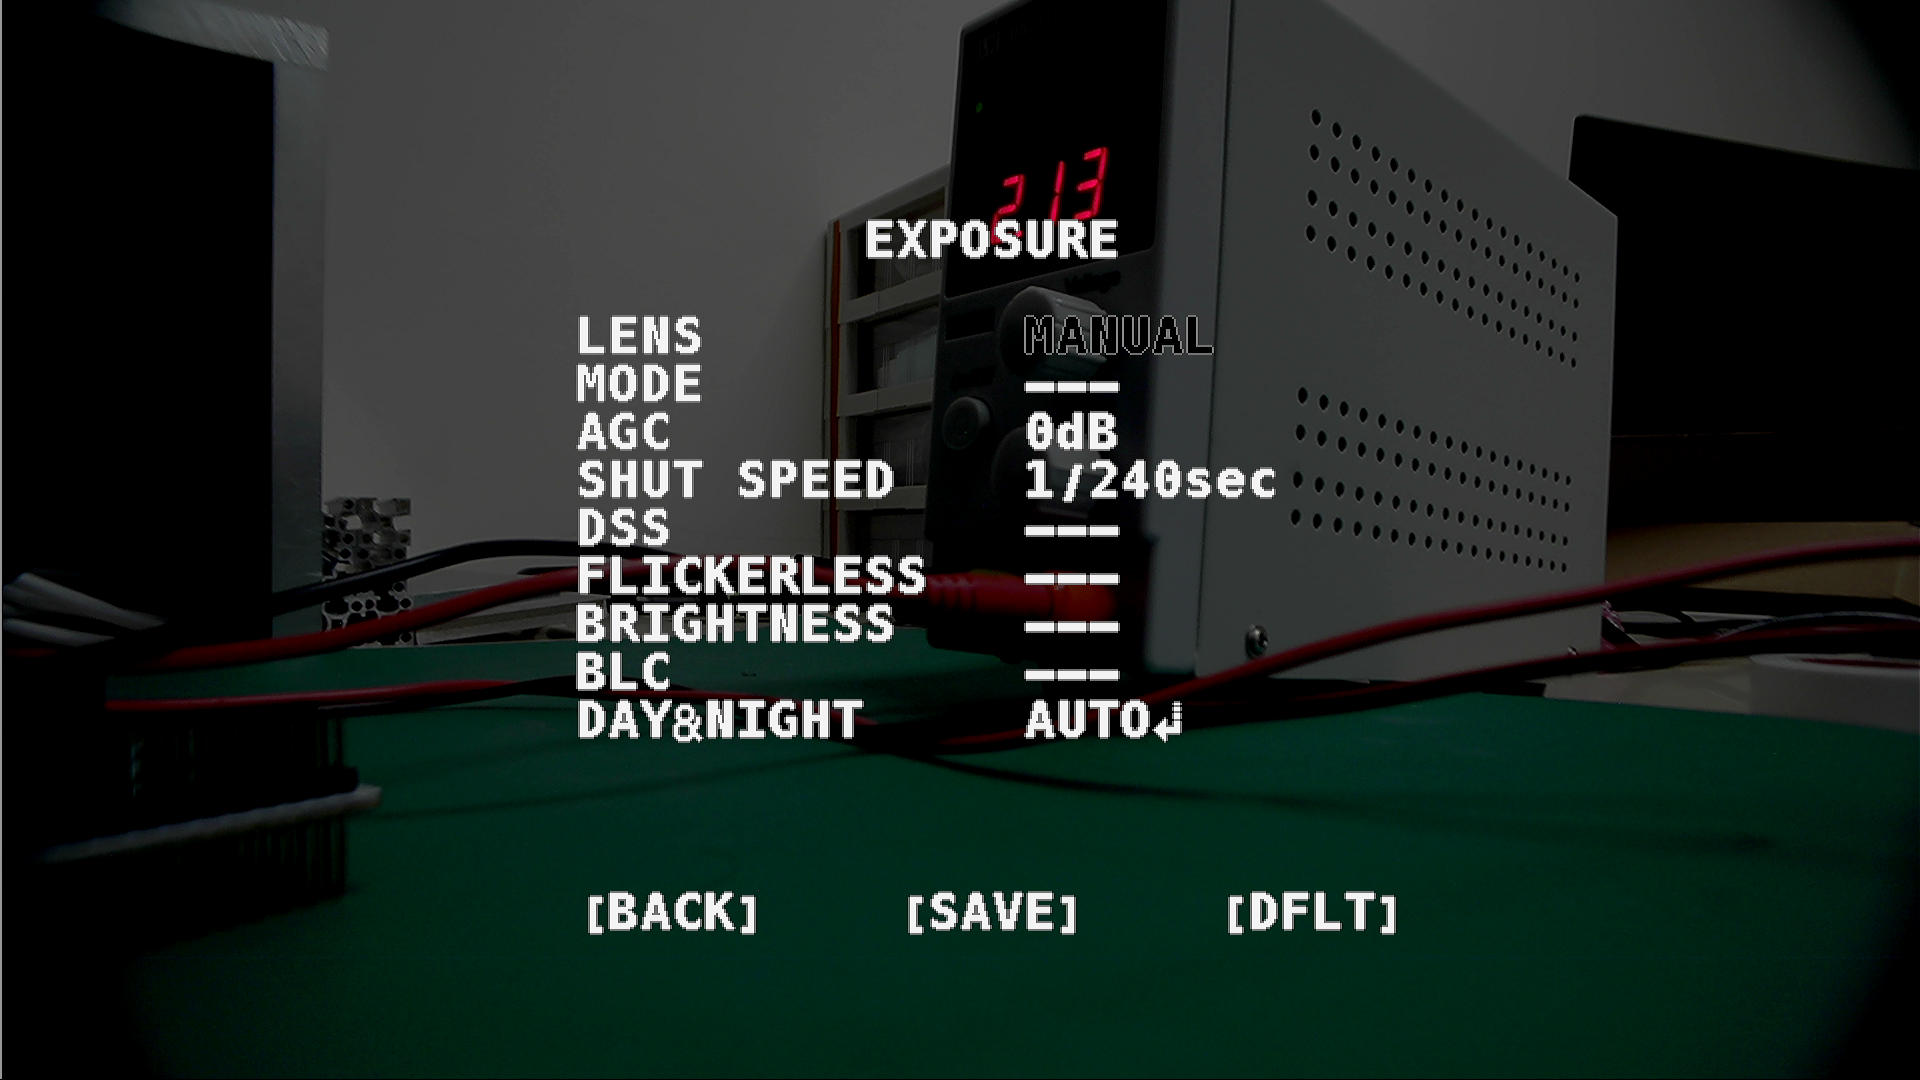 213
EXPOSURE
LENS MANUAL
MODE ---
AGC 0dB
SHUT SPEED 1/240sec
DSS ---
FLICKERLESS ---
BRIGHTNESS ---
BLC ---
DAY&NIGHT AUTO↲
[BACK] [SAVE] [DFLT]